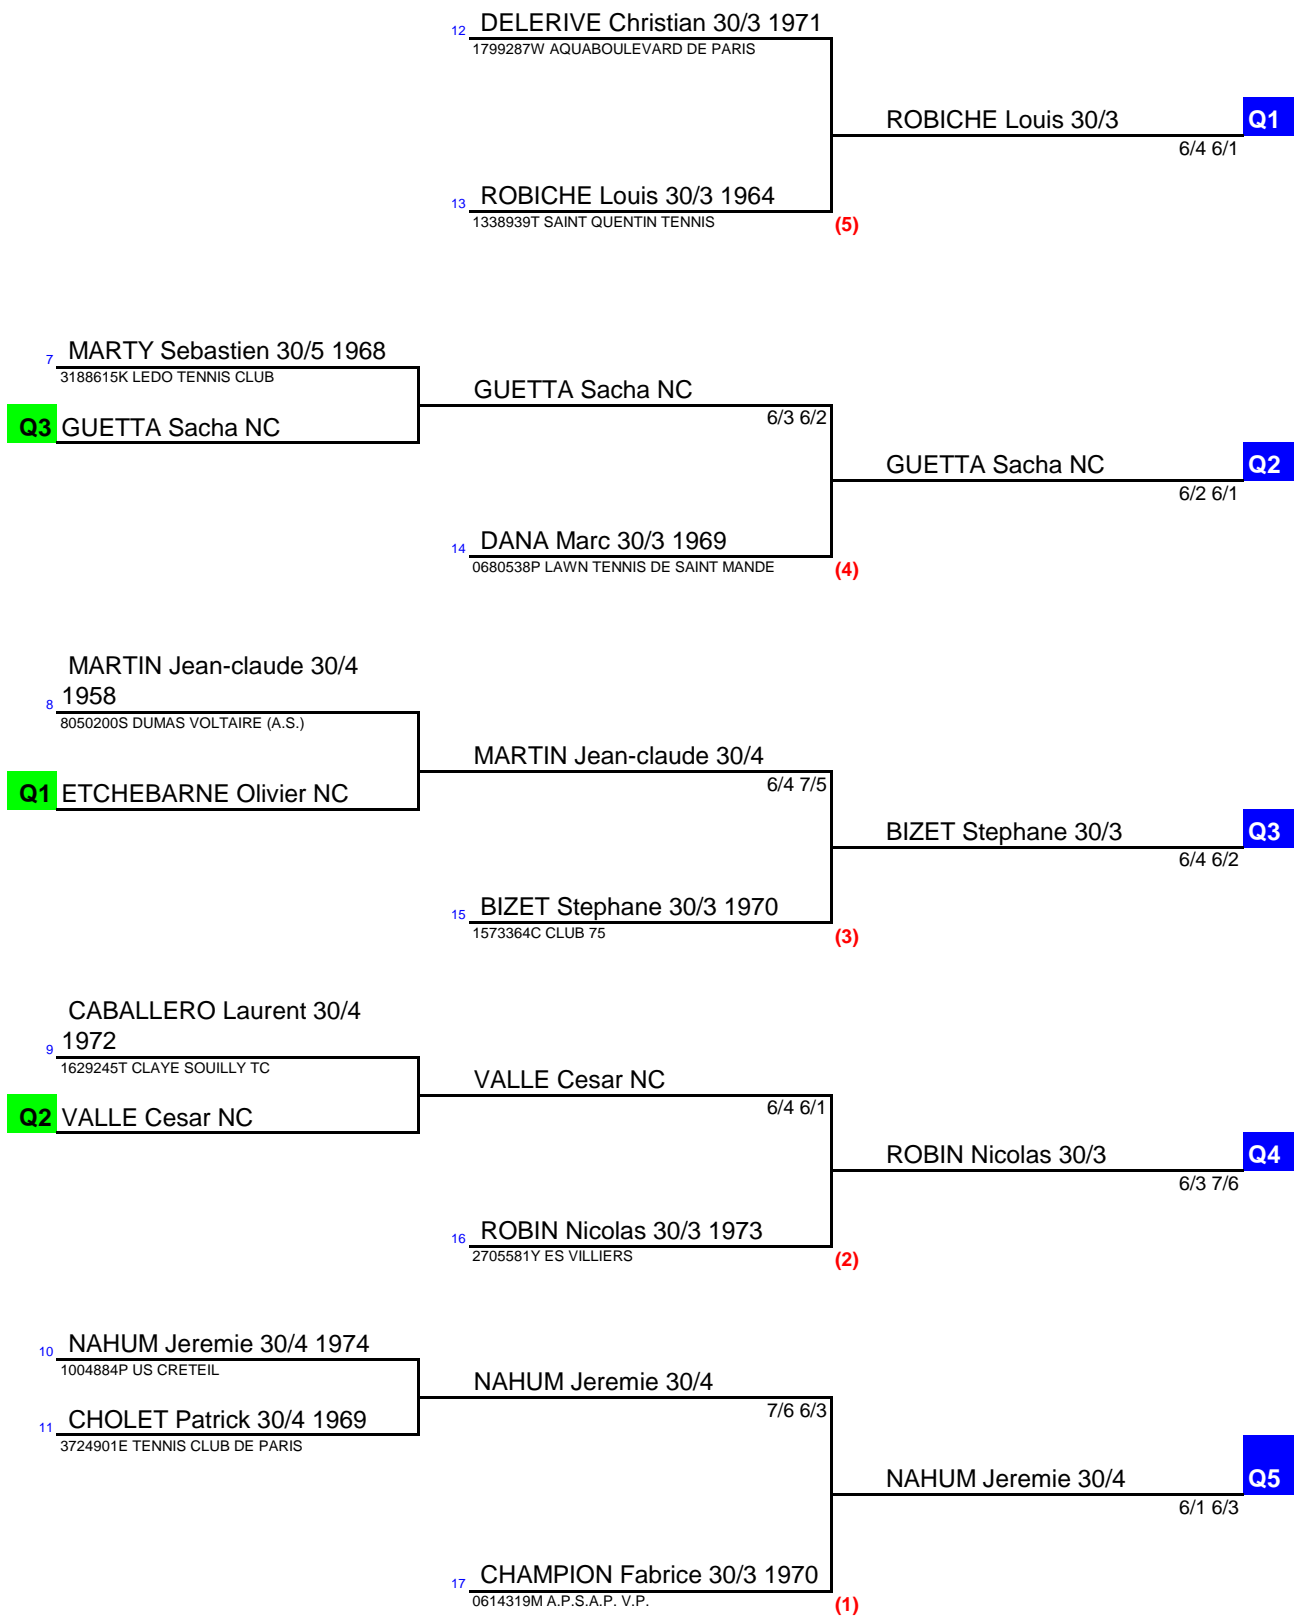 12 DELERIVE Christian 30/3 1971
1799287W AQUABOULEVARD DE PARIS
ROBICHE Louis 30/3 Q1
6/4 6/1
13 ROBICHE Louis 30/3 1964
1338939T SAINT QUENTIN TENNIS (5)
7 MARTY Sebastien 30/5 1968
3188615K LEDO TENNIS CLUB
GUETTA Sacha NC
6/3 6/2
Q3 GUETTA Sacha NC
GUETTA Sacha NC Q2
6/2 6/1
14 DANA Marc 30/3 1969
0680538P LAWN TENNIS DE SAINT MANDE (4)
MARTIN Jean-claude 30/4
8 1958
8050200S DUMAS VOLTAIRE (A.S.)
MARTIN Jean-claude 30/4
6/4 7/5
Q1 ETCHEBARNE Olivier NC
BIZET Stephane 30/3 Q3
6/4 6/2
15 BIZET Stephane 30/3 1970
1573364C CLUB 75 (3)
CABALLERO Laurent 30/4
9 1972
1629245T CLAYE SOUILLY TC
VALLE Cesar NC
6/4 6/1
Q2 VALLE Cesar NC
ROBIN Nicolas 30/3 Q4
6/3 7/6
16 ROBIN Nicolas 30/3 1973
2705581Y ES VILLIERS (2)
10 NAHUM Jeremie 30/4 1974
1004884P US CRETEIL
NAHUM Jeremie 30/4
7/6 6/3
11 CHOLET Patrick 30/4 1969
3724901E TENNIS CLUB DE PARIS
NAHUM Jeremie 30/4 Q5
6/1 6/3
17 CHAMPION Fabrice 30/3 1970
0614319M A.P.S.A.P. V.P. (1)